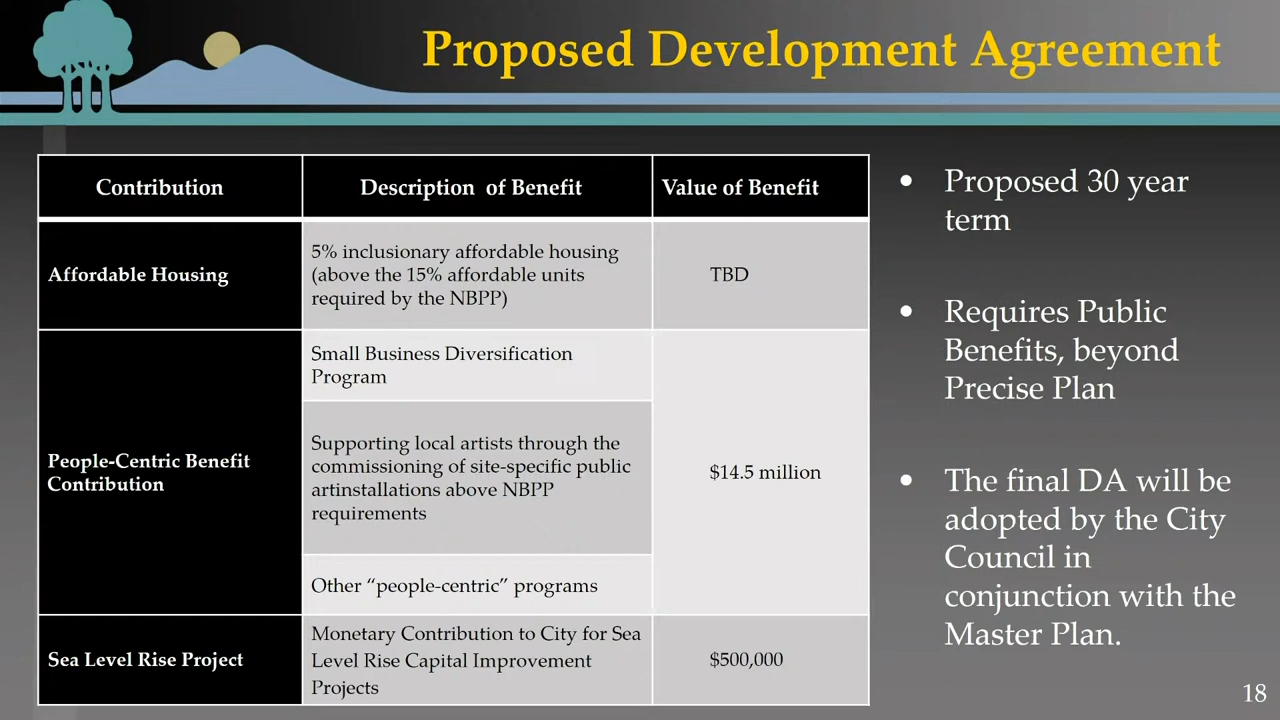 Proposed Development Agreement
Contribution
Description of Benefit
Value of Benefit
Affordable Housing
5% inclusionary affordable housing
(above the 15% affordable units
required by the NBPP)
TBD
People-Centric Benefit
Contribution
Small Business Diversification
Program
Supporting local artists through the
commissioning of site-specific public
artinstallations above NBPP
requirements
Other “people-centric” programs
$14.5 million
Sea Level Rise Project
Monetary Contribution to City for Sea
Level Rise Capital Improvement
Projects
$500,000
• Proposed 30 year
term
• Requires Public
Benefits, beyond
Precise Plan
• The final DA will be
adopted by the City
Council in
conjunction with the
Master Plan.
18